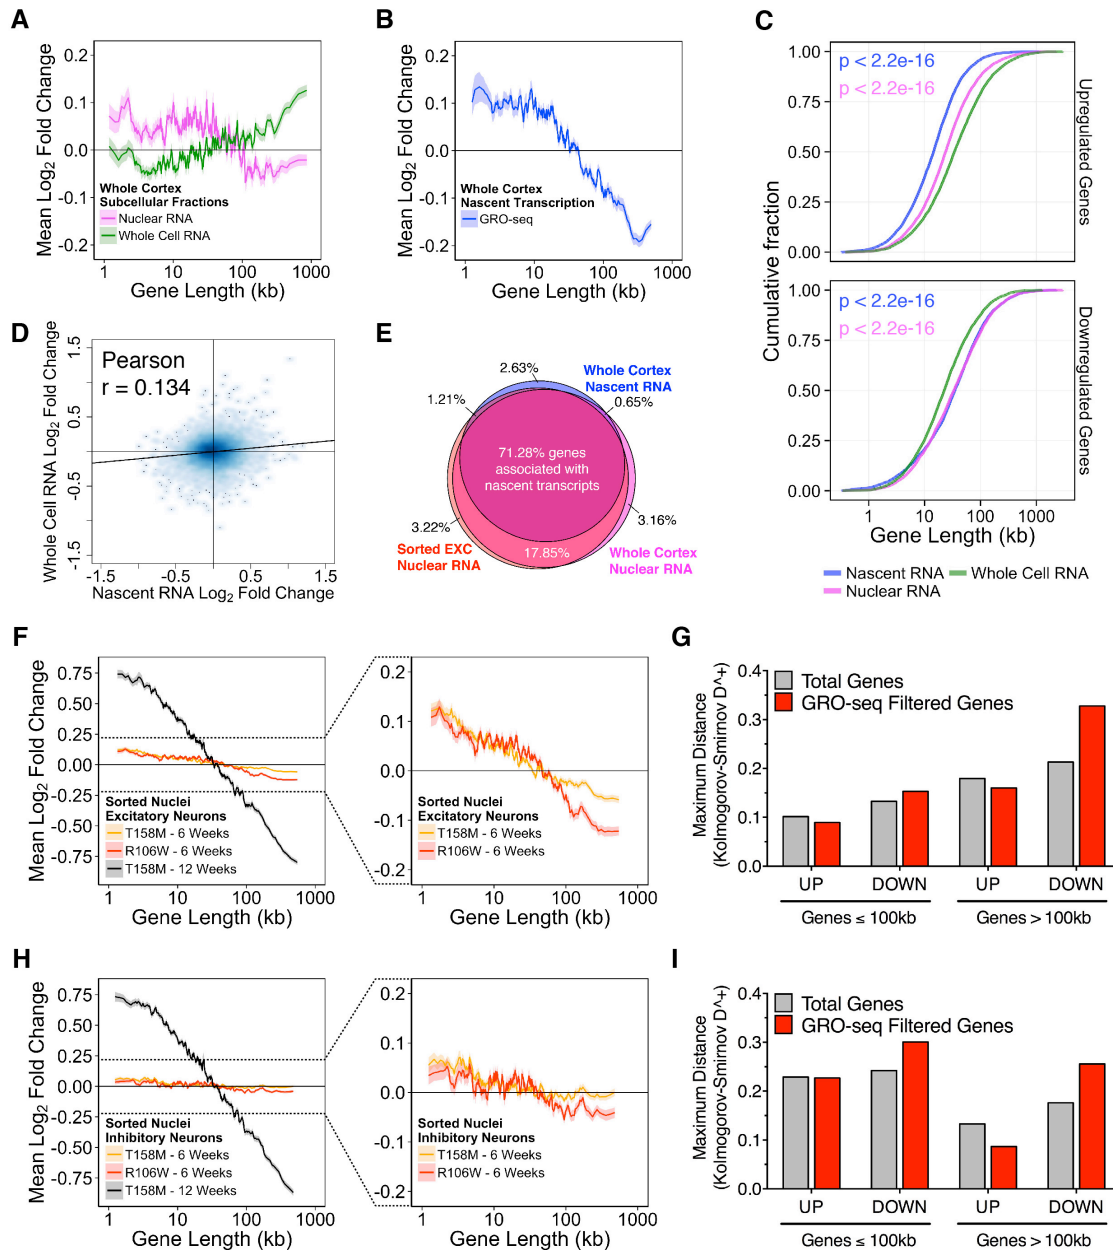 A
Mean Log2 Fold Change
0.2
0.1
0.0
-0.1
-0.2
Whole Cortex
Subcellular Fractions
Nuclear RNA
Whole Cell RNA
1
10
100
1000
Gene Length (kb)
B
Mean Log2 Fold Change
0.2
0.1
0.0
-0.1
-0.2
Whole Cortex
Nascent Transcription
GRO-seq
1
10
100
1000
Gene Length (kb)
C
Cumulative fraction
1.00
0.75
0.50
0.25
0.00
p < 2.2e-16
p < 2.2e-16
Upregulated Genes
1.00
0.75
0.50
0.25
0.00
p < 2.2e-16
p < 2.2e-16
Downregulated Genes
1
10
100
1000
Gene Length (kb)
Nascent RNA
Whole Cell RNA
Nuclear RNA
D
Whole Cell RNA Log2 Fold Change
1.5
0.5
-0.5
-1.5
Pearson
r = 0.134
-1.5
-0.5
0.5
1.5
Nascent RNA Log2 Fold Change
E
2.63%
Whole Cortex
Nascent RNA
1.21%
0.65%
71.28% genes
associated with
nascent transcripts
3.22%
3.16%
Sorted EXC
Nuclear RNA
17.85%
Whole Cortex
Nuclear RNA
F
Mean Log2 Fold Change
0.75
0.50
0.25
0.00
-0.25
-0.50
-0.75
Sorted Nuclei
Excitatory Neurons
T158M - 6 Weeks
R106W - 6 Weeks
T158M - 12 Weeks
1
10
100
1000
Gene Length (kb)
0.2
0.1
0.0
-0.1
-0.2
Sorted Nuclei
Excitatory Neurons
T158M - 6 Weeks
R106W - 6 Weeks
1
10
100
1000
Gene Length (kb)
G
Maximum Distance
(Kolmogorov-Smirnov D^+)
0.4
0.3
0.2
0.1
0.0
Total Genes
GRO-seq Filtered Genes
UP
DOWN
UP
DOWN
Genes ≤ 100kb
Genes > 100kb
H
Mean Log2 Fold Change
0.75
0.50
0.25
0.00
-0.25
-0.50
-0.75
Sorted Nuclei
Inhibitory Neurons
T158M - 6 Weeks
R106W - 6 Weeks
T158M - 12 Weeks
1
10
100
1000
Gene Length (kb)
0.2
0.1
0.0
-0.1
-0.2
Sorted Nuclei
Inhibitory Neurons
T158M - 6 Weeks
R106W - 6 Weeks
1
10
100
1000
Gene Length (kb)
I
Maximum Distance
(Kolmogorov-Smirnov D^+)
0.4
0.3
0.2
0.1
0.0
Total Genes
GRO-seq Filtered Genes
UP
DOWN
UP
DOWN
Genes ≤ 100kb
Genes > 100kb